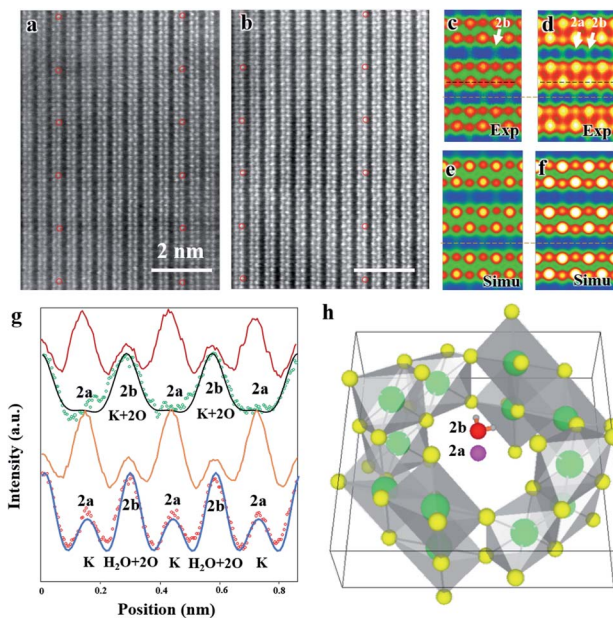 a
b
c
2b
d
2a 2b
Exp
Exp
2 nm
e
f
Simu
Simu
g
2a
2b
2a
2b
2a
K+2O
K+2O
2a
2b
2a
2b
2a
K
H₂O+2O
K
H₂O+2O
K
Intensity (a.u.)
0
0.2
0.4
0.6
0.8
Position (nm)
h
2b
2a